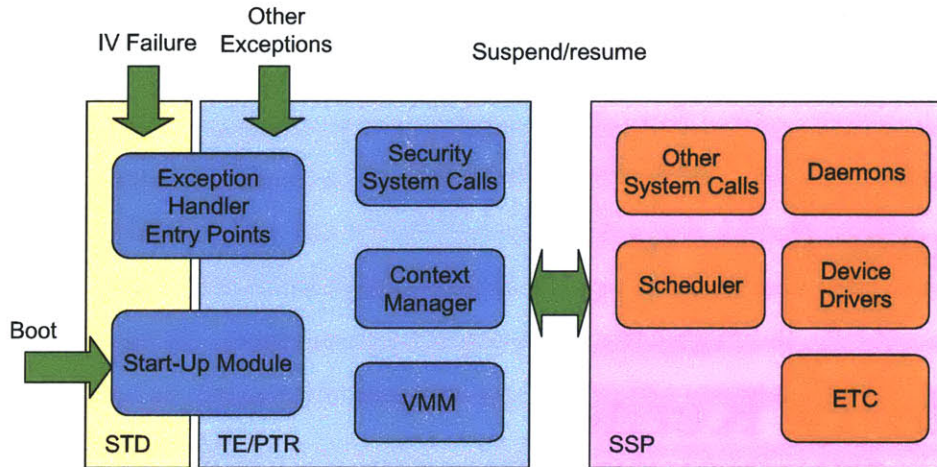 Other
Exceptions
IV Failure
Suspend/resume
Exception
Handler
Entry Points
Security
System Calls
Other
System Calls
Daemons
Context
Manager
Scheduler
Device
Drivers
Boot
Start-Up Module
VMM
ETC
STD
TE/PTR
SSP